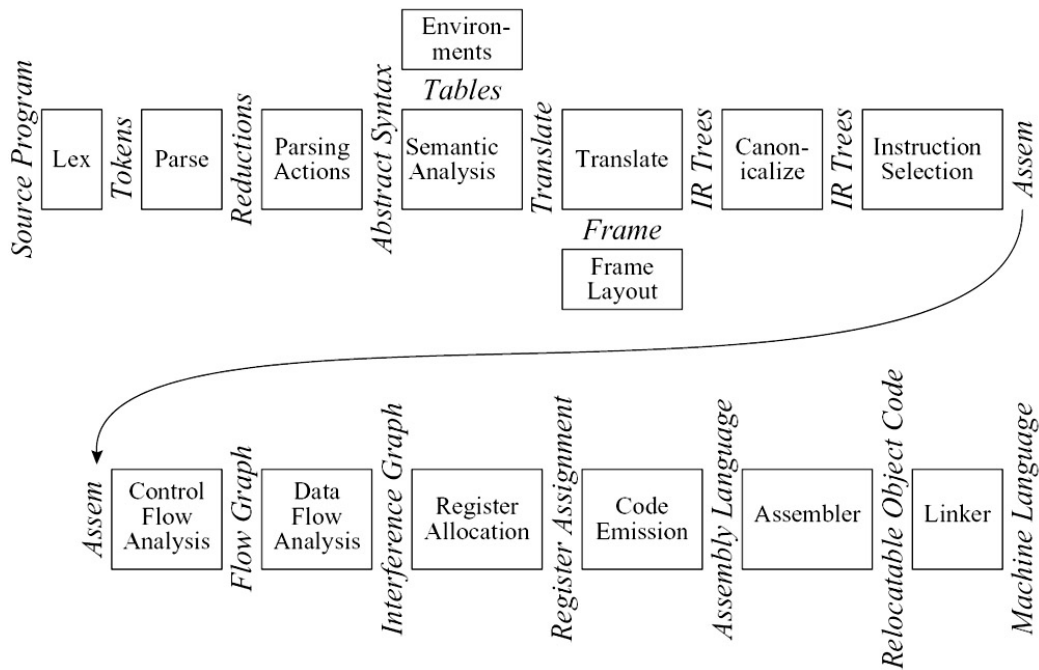 Environ-
ments
Tables
Source Program
Lex
Tokens
Parse
Reductions
Parsing
Actions
Abstract Syntax
Semantic
Analysis
Translate
Translate
IR Trees
Canon-
icalize
IR Trees
Instruction
Selection
Assem
Frame
Frame
Layout
Assem
Control
Flow
Analysis
Flow Graph
Data
Flow
Analysis
Interference Graph
Register
Allocation
Register Assignment
Code
Emission
Assembly Language
Assembler
Relocatable Object Code
Linker
Machine Language